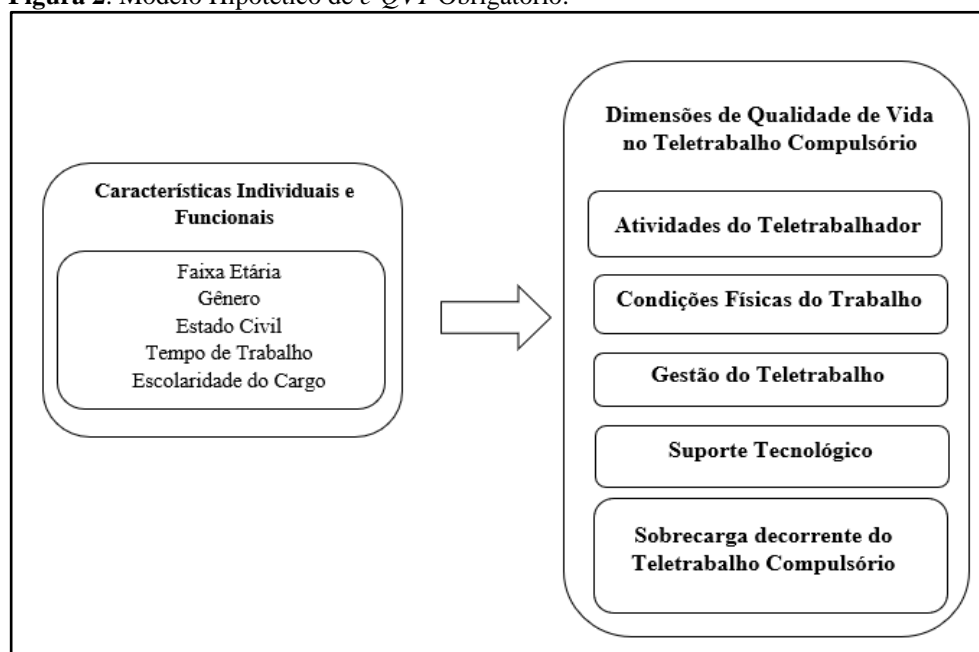 Figura 2: Modelo Hipotético de e-QVT Obrigatório.
Característícas Individuais e
Funcionais
Faixa Etária
Gênero
Estado Civil
Tempo de Trabalho
Escolaridade do Cargo
Dimensões de Qualidade de Vida
no Teletrabalho Compulsório
Atividades do Teletrabalhador
Condições Físicas do Trabalho
Gestão do Teletrabalho
Suporte Tecnológico
Sobrecarga decorrente do
Teletrabalho Compulsório